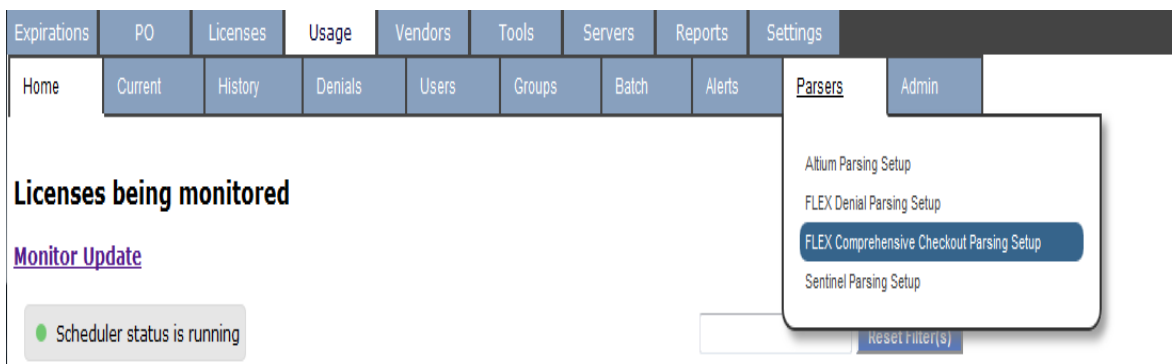 Expirations PO Licenses Usage Vendors Tools Servers Reports Settings
Home Current History Denials Users Groups Batch Alerts Parsers Admin
Altium Parsing Setup
FLEX Denial Parsing Setup
FLEX Comprehensive Checkout Parsing Setup
Sentinel Parsing Setup
Licenses being monitored
Monitor Update
Scheduler status is running
Reset Filter(s)